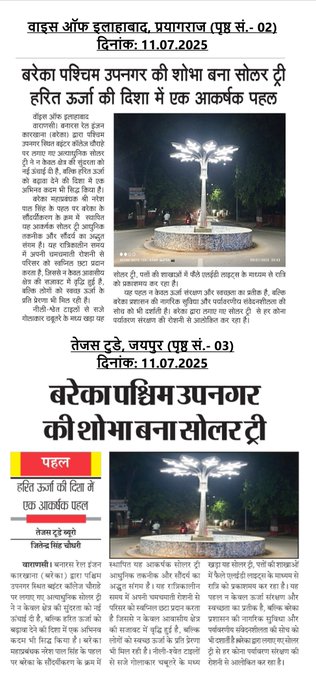 वाइस ऑफ इलाहाबाद, प्रयागराज (पृष्ठ सं.- 02)
दिनांक: 11.07.2025
बरेका पश्चिम उपनगर की शोभा बना सोलर ट्री
हरित ऊर्जा की दिशा में एक आकर्षक पहल
वॉइस ऑफ इलाहाबाद
वाराणसी। बनारस रेल इंजन
कारखाना (बरेका) द्वारा पश्चिम
उपनगर स्थित बइंटर कॉलेज चौराहे
पर लगाए गए अत्याधुनिक सोलर
ट्री ने न केवल क्षेत्र की सुंदरता को
नई ऊंचाई दी है, बल्कि हरित ऊर्जा
को बढ़ावा देने की दिशा में एक
अभिनव कदम भी सिद्ध किया है।
बरेका महाप्रबंधक श्री नरेश
पाल सिंह के पहल पर बरेका के
सौंदर्यीकरण के क्रम में स्थापित
यह आकर्षक सोलर ट्री आधुनिक
तकनीक और सौंदर्य का अद्भुत
संगम है। यह रात्रिकालीन समय
में अपनी चमचमाती रोशनी से
परिसर को स्वप्निल छटा प्रदान
करता है, जिससे न केवल आवासीय
क्षेत्र की सजावट में वृद्धि हुई है,
बल्कि लोगों को स्वच्छ ऊर्जा के
प्रति प्रेरणा भी मिल रही है।
नीली-श्वेत टाइलों से सजे
गोलाकार चबूतरे के मध्य खड़ा यह
सोलर ट्री, पत्तों की शाखाओं में फैले एलईडी लाइट्स के माध्यम से रात्रि
को प्रकाशमय कर रहा है।
यह पहल न केवल ऊर्जा संरक्षण और स्वच्छता का प्रतीक है, बल्कि
बरेका प्रशासन की नागरिक सुविधा और पर्यावरणीय संवेदनशीलता की
सोच को भी दर्शाती है। बरेका द्वारा लगाए गए सोलर ट्री से हर कोना
पर्यावरण संरक्षण की रोशनी से आलोकित कर रहा है।
तेजस टुडे, जयपुर (पृष्ठ सं.- 03)
दिनांक: 11.07.2025
बरेका पश्चिम उपनगर
की शोभा बना सोलर ट्री
पहल
हरित ऊर्जा की दिशा में
एक आकर्षक पहल
तेजस टुडे ब्यूरो
जितेन्द्र सिंह चौधरी
वाराणसी। बनारस रेल इंजन
कारखाना (बरेका) द्वारा पश्चिम
उपनगर स्थित बइंटर कॉलेज चौराहे
पर लगाए गए अत्याधुनिक सोलर ट्री
ने न केवल क्षेत्र की सुंदरता को नई
ऊंचाई दी है, बल्कि हरित ऊर्जा को
बढ़ावा देने की दिशा में एक अभिनव
कदम भी सिद्ध किया है। बरेका
महाप्रबंधक नरेश पाल सिंह के पहल
पर बरेका के सौंदर्यीकरण के क्रम में
स्थापित यह आकर्षक सोलर ट्री
आधुनिक तकनीक और सौंदर्य का
अद्भुत संगम है। यह रात्रिकालीन
समय में अपनी चमचमाती रोशनी से
परिसर को स्वप्निल छटा प्रदान करता
है जिससे न केवल आवासीय क्षेत्र की
सजावट में वृद्धि हुई है, बल्कि
लोगों को स्वच्छ ऊर्जा के प्रति प्रेरणा
भी मिल रही है। नीली-श्वेत टाइलों
से सजे गोलाकार चबूतरे के मध्य
खड़ा यह सोलर ट्री, पत्तों की शाखाओं
में फैले एलईडी लाइट्स के माध्यम से
रात्रि को प्रकाशमय कर रहा है। यह
पहल न केवल ऊर्जा संरक्षण और
स्वच्छता का प्रतीक है, बल्कि बरेका
प्रशासन की नागरिक सुविधा और
पर्यावरणीय संवेदनशीलता की सोच को
भी दर्शाती है। बरेका द्वारा लगाए गए सोलर
ट्री से हर कोना पर्यावरण संरक्षण की
रोशनी से आलोकित कर रहा है।